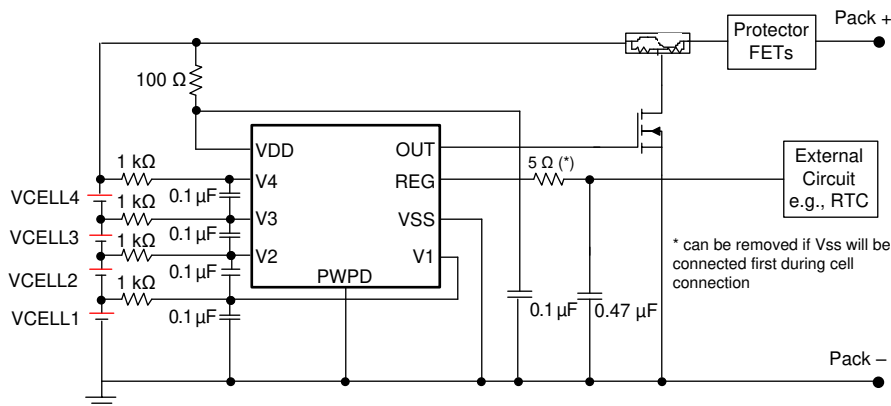 Pack +
Protector
FETs
100 Ω
VDD
OUT
1 kΩ
V4
REG
5 Ω (*)
External
Circuit
e.g., RTC
VCELL4
0.1 µF
1 kΩ
V3
VSS
VCELL3
0.1 µF
1 kΩ
V2
V1
* can be removed if Vss will be
connected first during cell
connection
VCELL2
0.1 µF
1 kΩ
PWPD
VCELL1
0.1 µF
0.1 µF
0.47 µF
Pack –